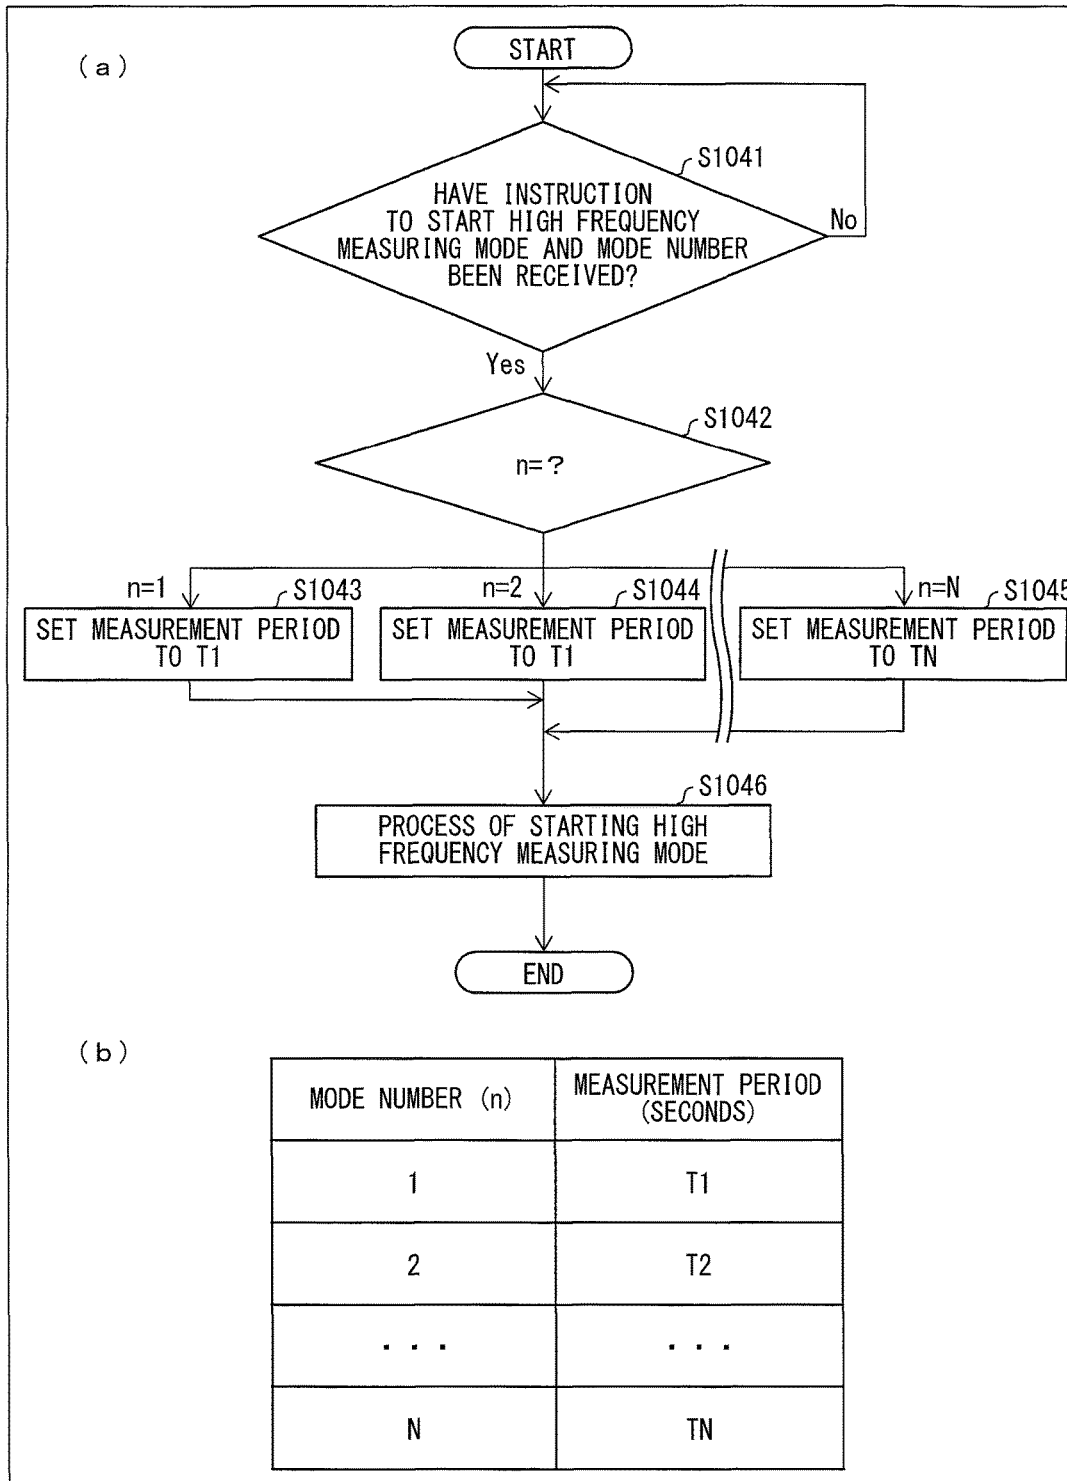 (a)
START
S1041
HAVE INSTRUCTION
TO START HIGH FREQUENCY
MEASURING MODE AND MODE NUMBER
BEEN RECEIVED?
No
Yes
S1042
n=?
n=1
S1043
n=2
S1044
n=N
S1045
SET MEASUREMENT PERIOD
TO T1
SET MEASUREMENT PERIOD
TO T1
SET MEASUREMENT PERIOD
TO TN
S1046
PROCESS OF STARTING HIGH
FREQUENCY MEASURING MODE
END
(b)
MODE NUMBER (n)
MEASUREMENT PERIOD
(SECONDS)
1
T1
2
T2
...
...
N
TN